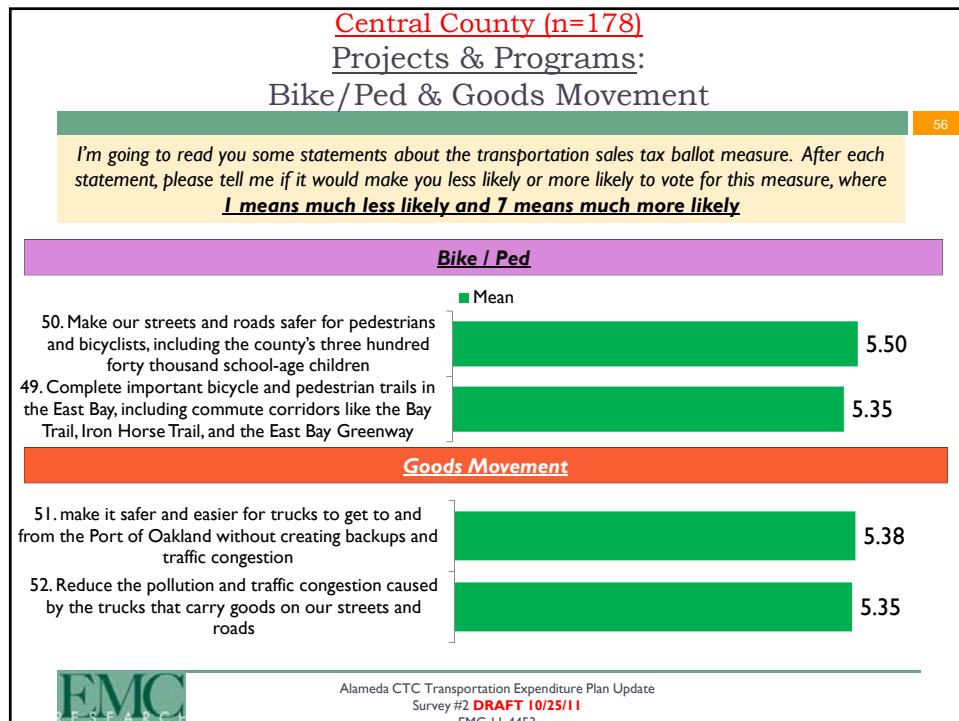 Central County (n=178)
Projects & Programs:
Bike/Ped & Goods Movement
56
I'm going to read you some statements about the transportation sales tax ballot measure. After each
statement, please tell me if it would make you less likely or more likely to vote for this measure, where
1 means much less likely and 7 means much more likely
Bike / Ped
Mean
50. Make our streets and roads safer for pedestrians
and bicyclists, including the county's three hundred
forty thousand school-age children
5.50
49. Complete important bicycle and pedestrian trails in
the East Bay, including commute corridors like the Bay
Trail, Iron Horse Trail, and the East Bay Greenway
5.35
Goods Movement
51. make it safer and easier for trucks to get to and
from the Port of Oakland without creating backups and
traffic congestion
5.38
52. Reduce the pollution and traffic congestion caused
by the trucks that carry goods on our streets and
roads
5.35
EMC
RESEARCH
Alameda CTC Transportation Expenditure Plan Update
Survey #2 DRAFT 10/25/11
EMC 11-4452